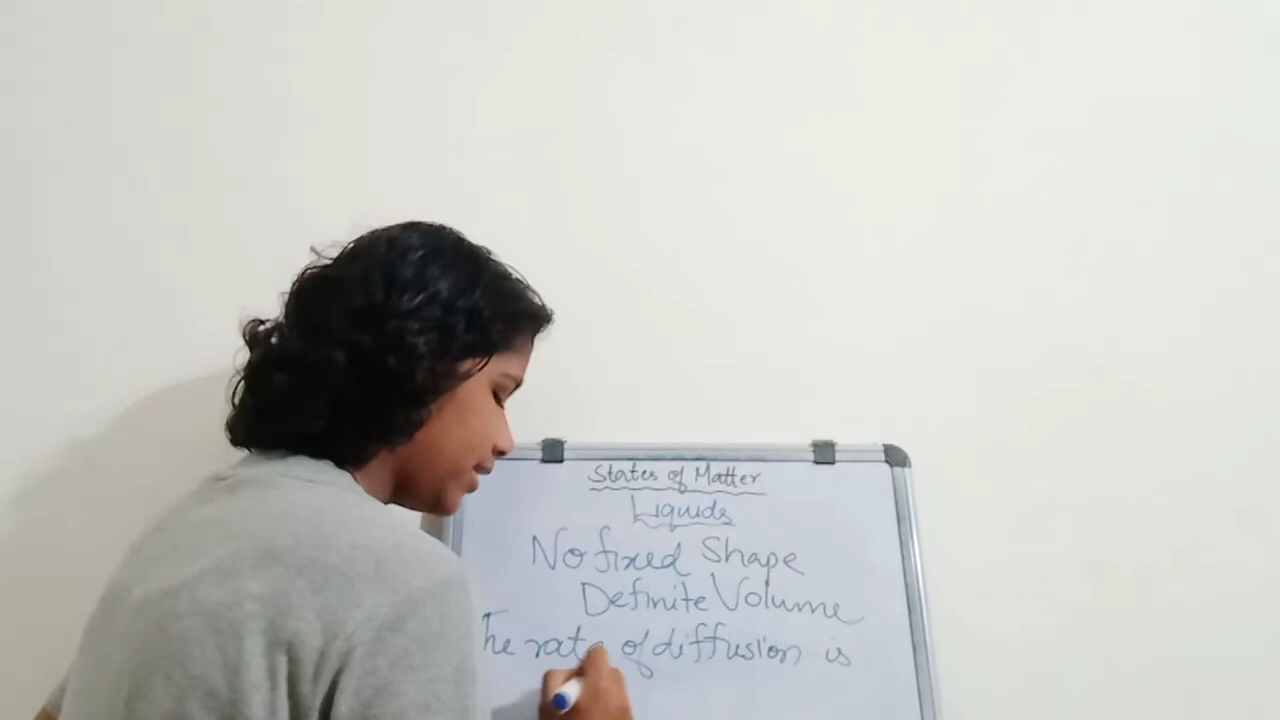 States of Matter
Liquids
No fixed Shape
Definite Volume
The rate of diffusion is